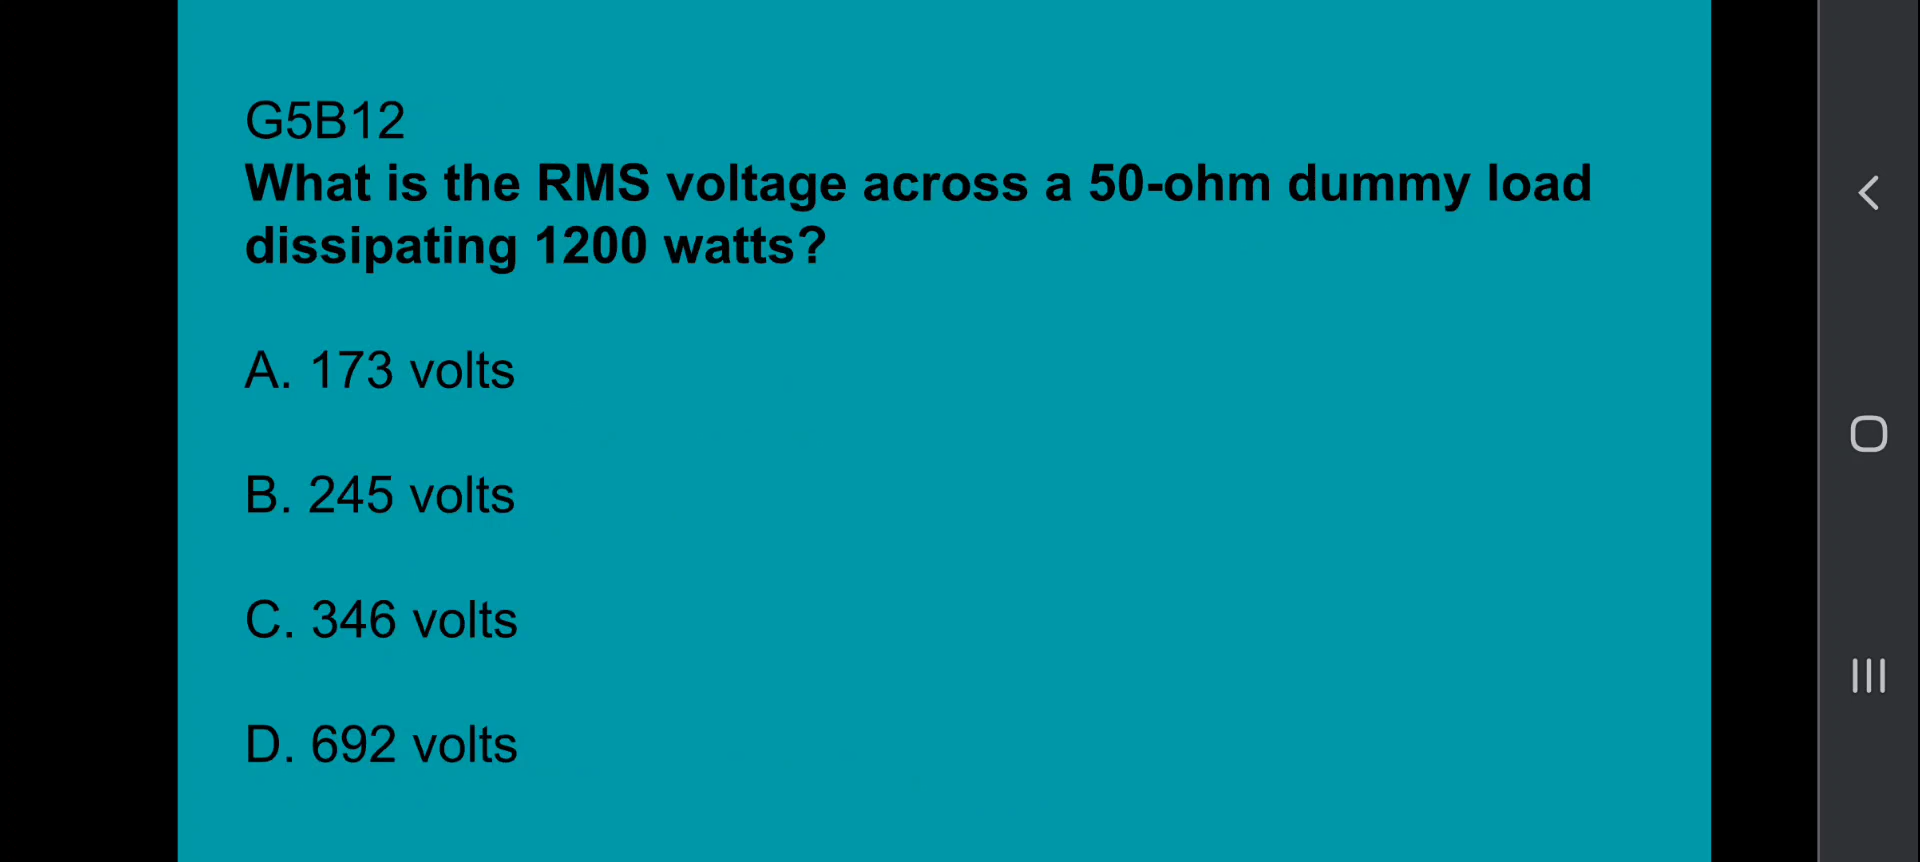 G5B12
What is the RMS voltage across a 50-ohm dummy load
dissipating 1200 watts?
A. 173 volts
B. 245 volts
C. 346 volts
D. 692 volts